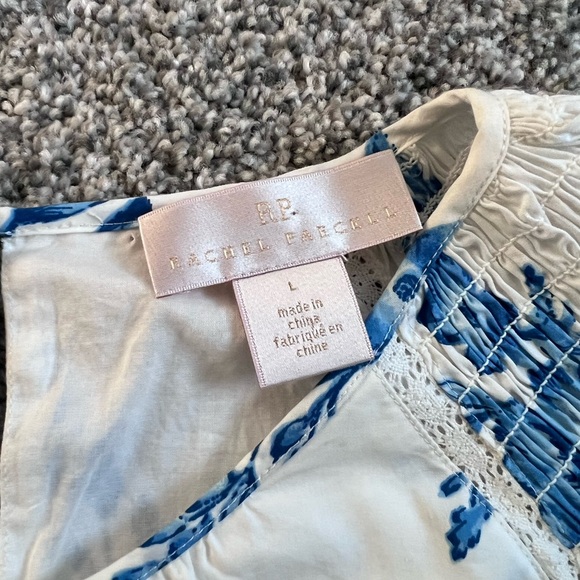 RP.
RACHEL PARCELL
L
made in
china
fabriqué en
chine